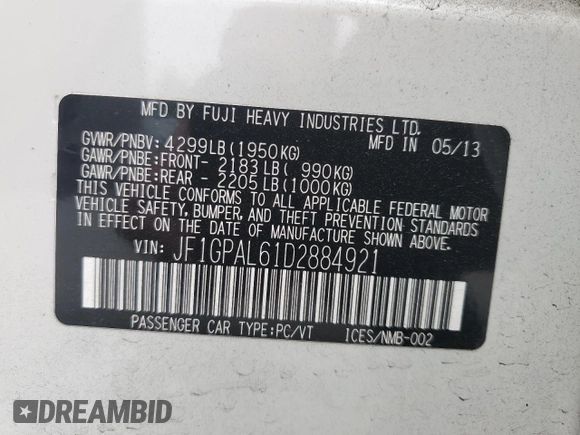 MFD BY FUJI HEAVY INDUSTRIES LTD.
GVWR/PNBV: 4299LB(1950KG) MFD IN 05/13
GAWR/PNBE:FRONT- 2183LB( 990KG)
GAWR/PNBE:REAR - 2205LB(1000KG)
THIS VEHICLE CONFORMS TO ALL APPLICABLE FEDERAL MOTOR
VEHICLE SAFETY, BUMPER, AND THEFT PREVENTION STANDARDS
IN EFFECT ON THE DATE OF MANUFACTURE SHOWN ABOVE.
VIN: JF1GPAL61D2884921
PASSENGER CAR TYPE:PC/VT ICES/NMB-002
DREAMBID